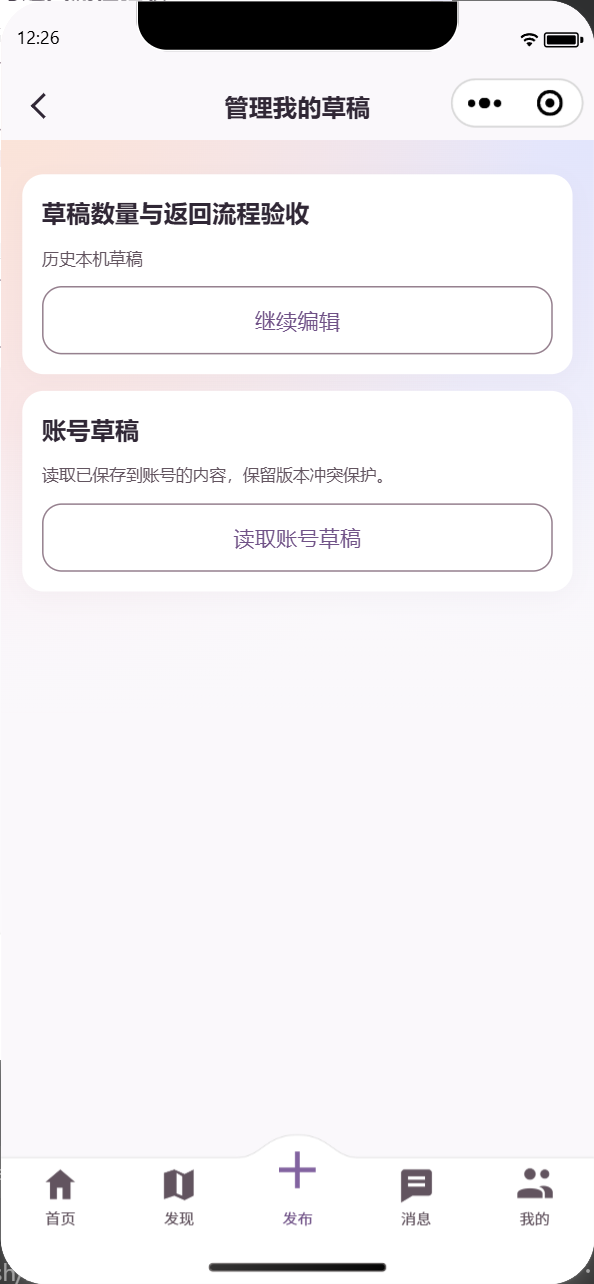 12:26
管理我的草稿
草稿数量与返回流程验收
历史本机草稿
继续编辑
账号草稿
读取已保存到账号的内容，保留版本冲突保护。
读取账号草稿
首页
发现
发布
消息
我的